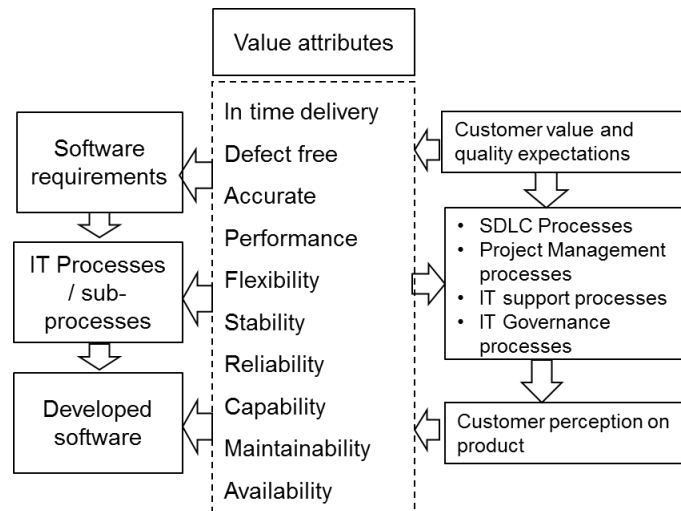 Value attributes
In time delivery
Defect free
Accurate
Performance
Flexibility
Stability
Reliability
Capability
Maintainability
Availability
Software
requirements
IT Processes
/ sub-
processes
Developed
software
Customer value and
quality expectations
• SDLC Processes
• Project Management
processes
• IT support processes
• IT Governance
processes
Customer perception on
product